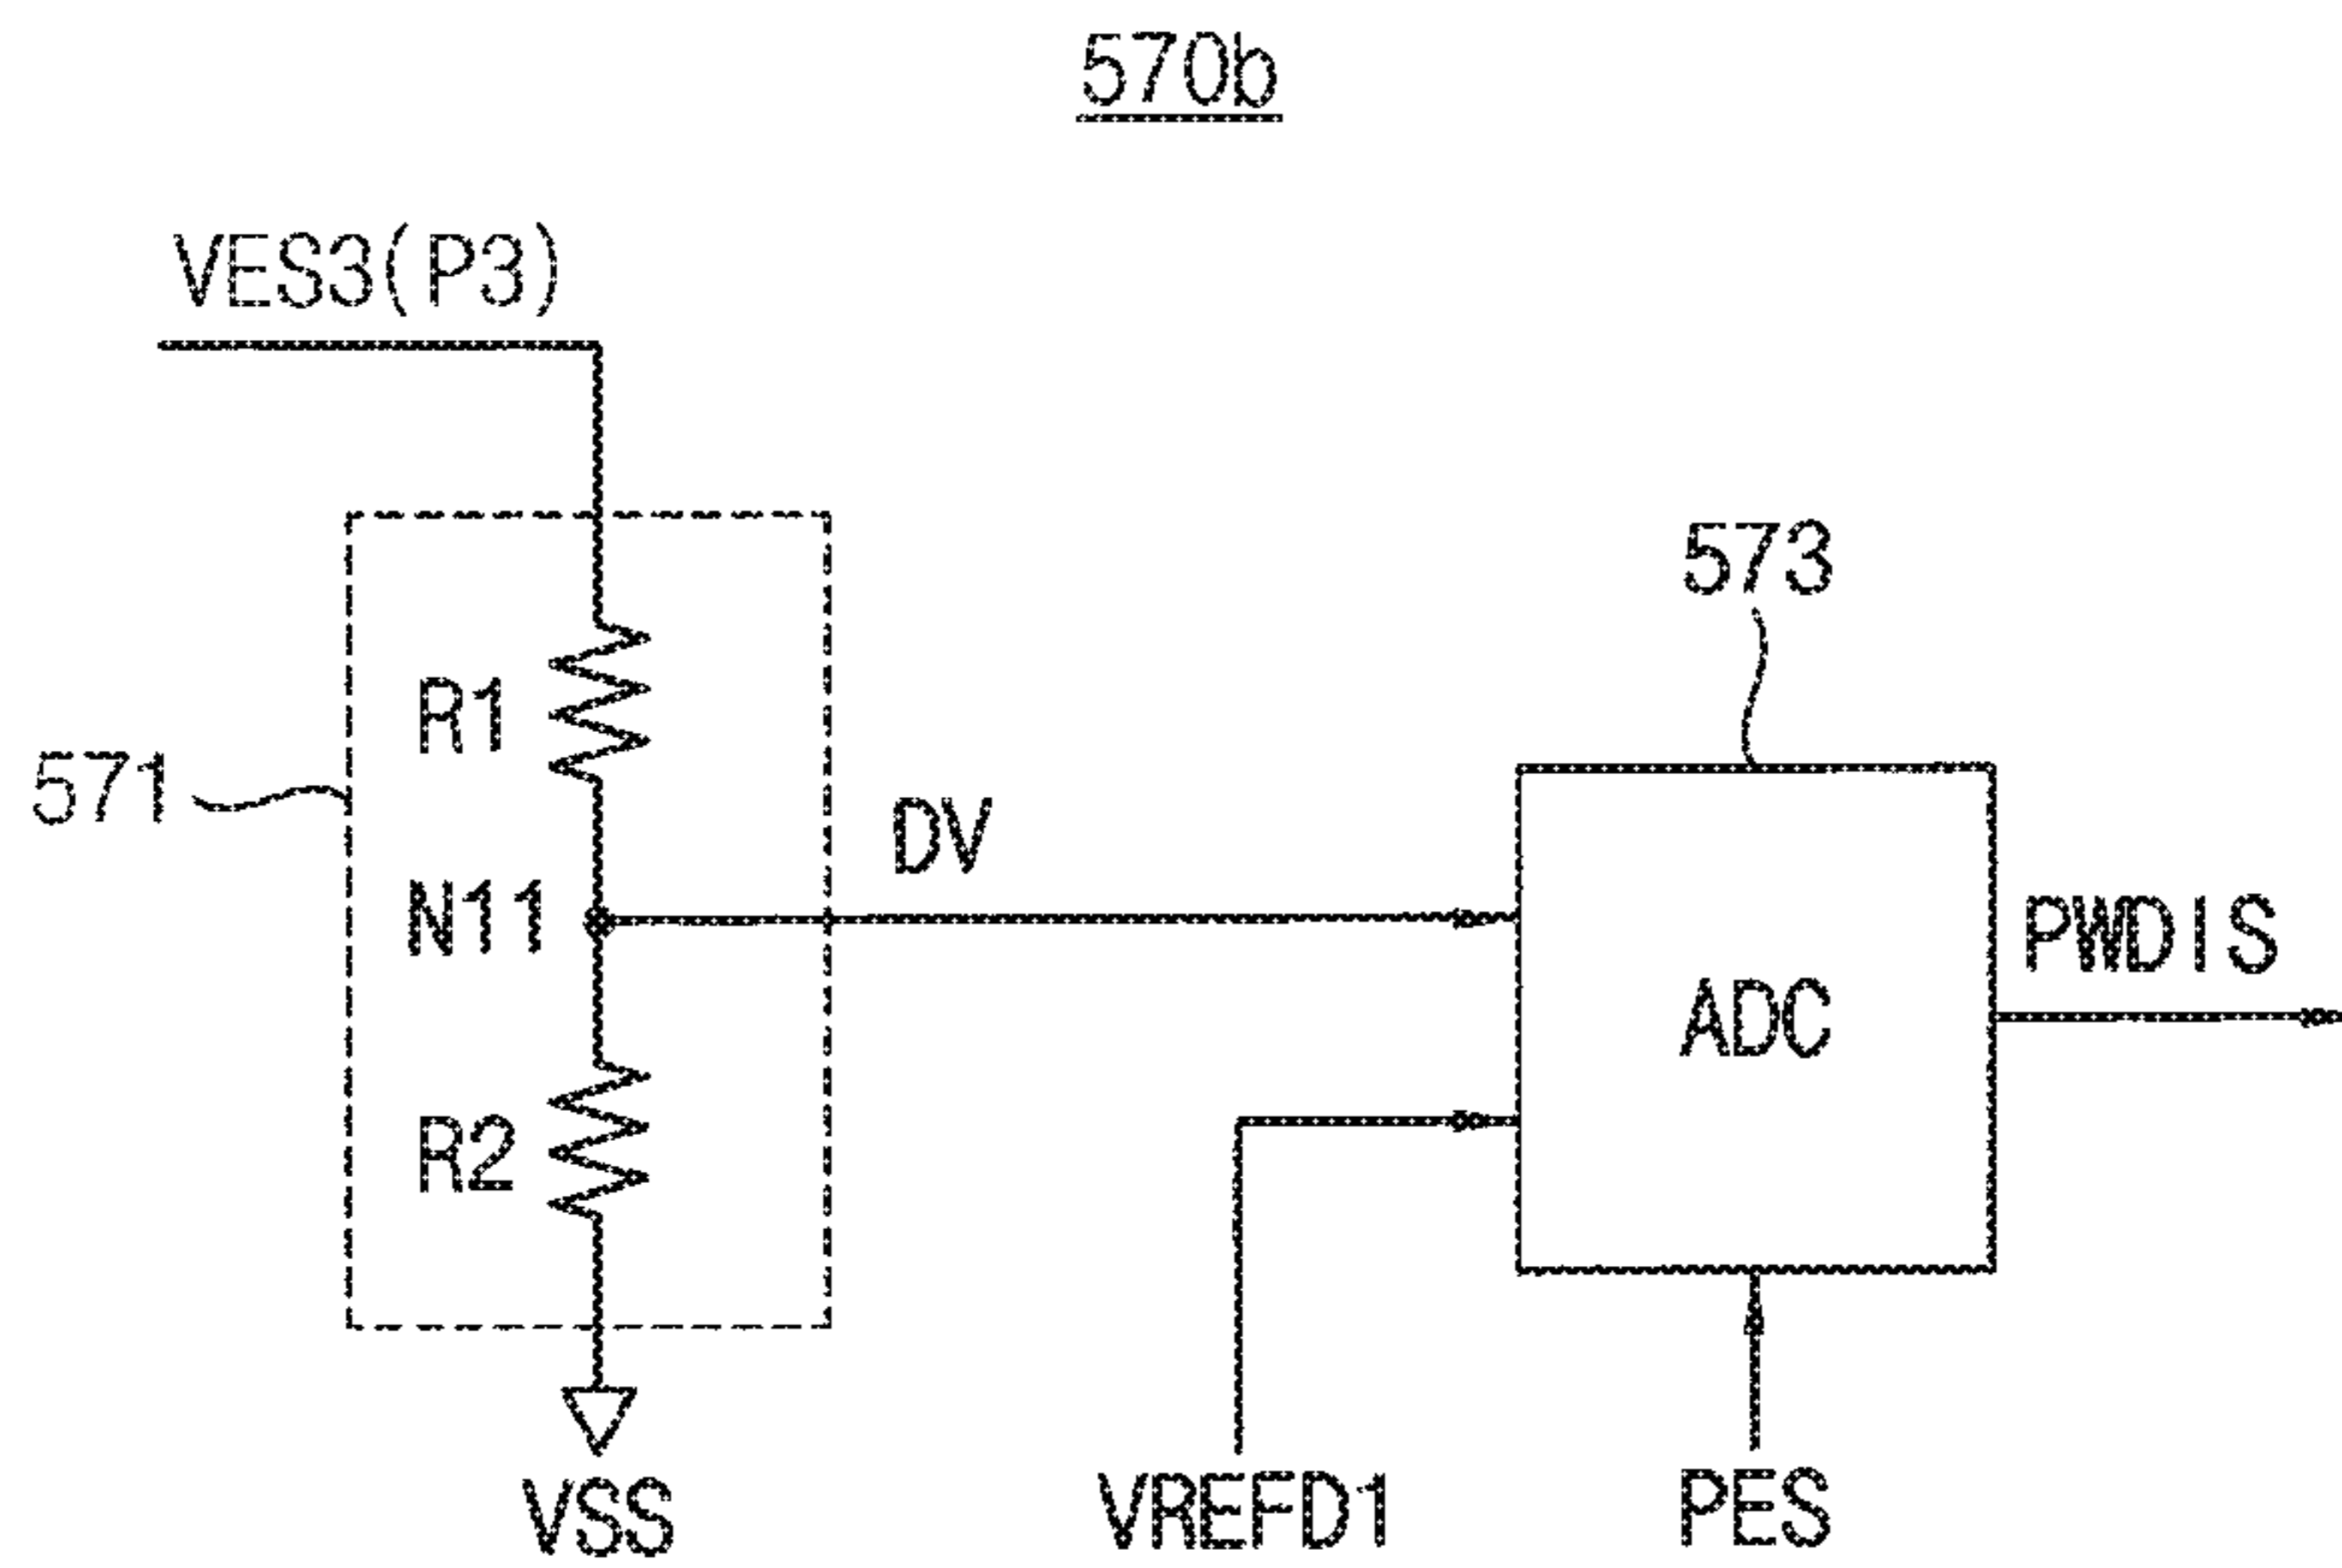 570b
VES3(P3)
573
R1
571
DV
N11
PWDIS
ADC
R2
VSS
VREFD1
PES